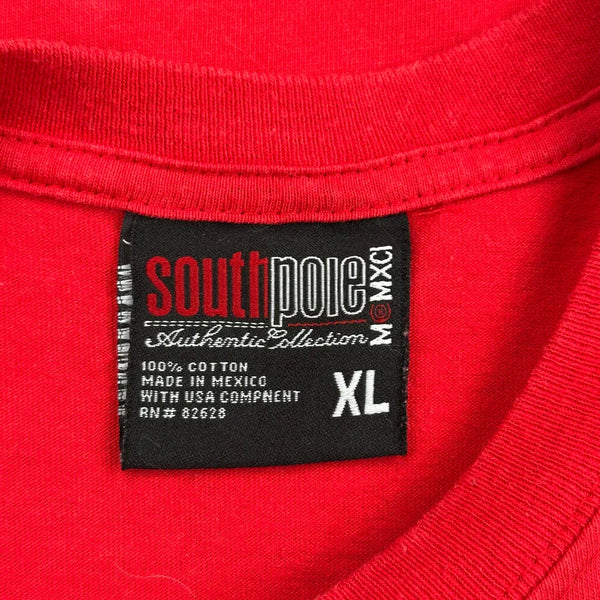 southpole
Authentic Collection
M®MXCI
100% COTTON
MADE IN MEXICO
WITH USA COMPNENT
RN# 82628
XL